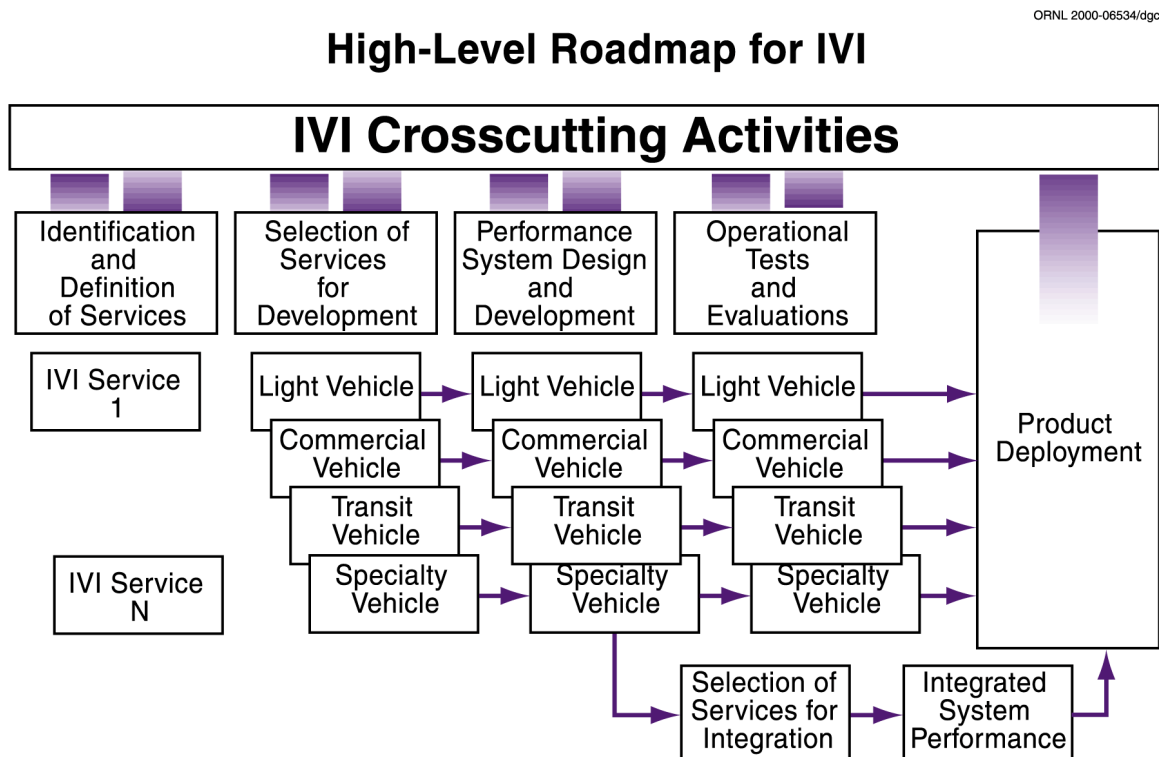 ORNL 2000-06534/dgc
High-Level Roadmap for IVI
IVI Crosscutting Activities
Identification
and
Definition
of Services
Selection of
Services
for
Development
Performance
System Design
and
Development
Operational
Tests
and
Evaluations
IVI Service
1
Light Vehicle
Light Vehicle
Light Vehicle
Commercial
Vehicle
Commercial
Vehicle
Commercial
Vehicle
Transit
Vehicle
Transit
Vehicle
Transit
Vehicle
IVI Service
N
Specialty
Vehicle
Specialty
Vehicle
Specialty
Vehicle
Product
Deployment
Selection of
Services for
Integration
Integrated
System
Performance